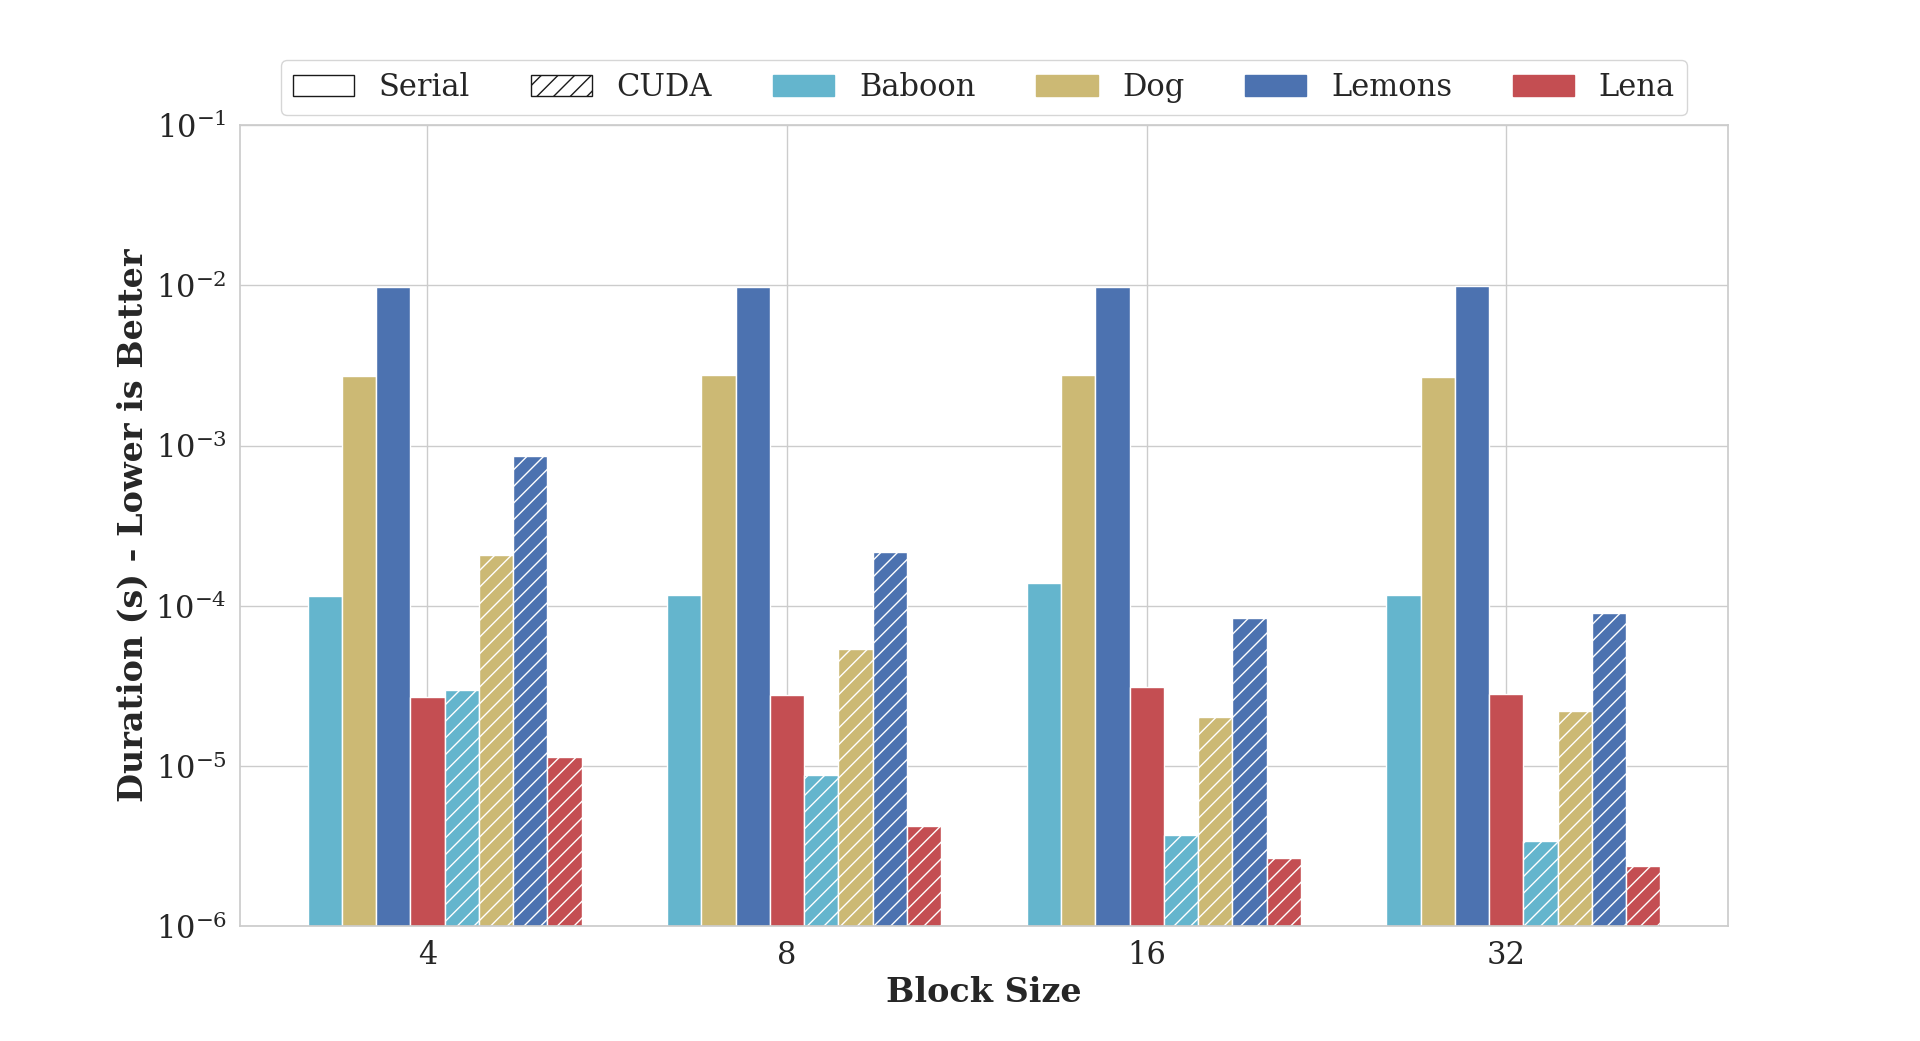 Serial CUDA Baboon Dog Lemons Lena
10⁻¹
10⁻²
10⁻³
10⁻⁴
10⁻⁵
10⁻⁶
Duration (s) - Lower is Better
4 8 16 32
Block Size